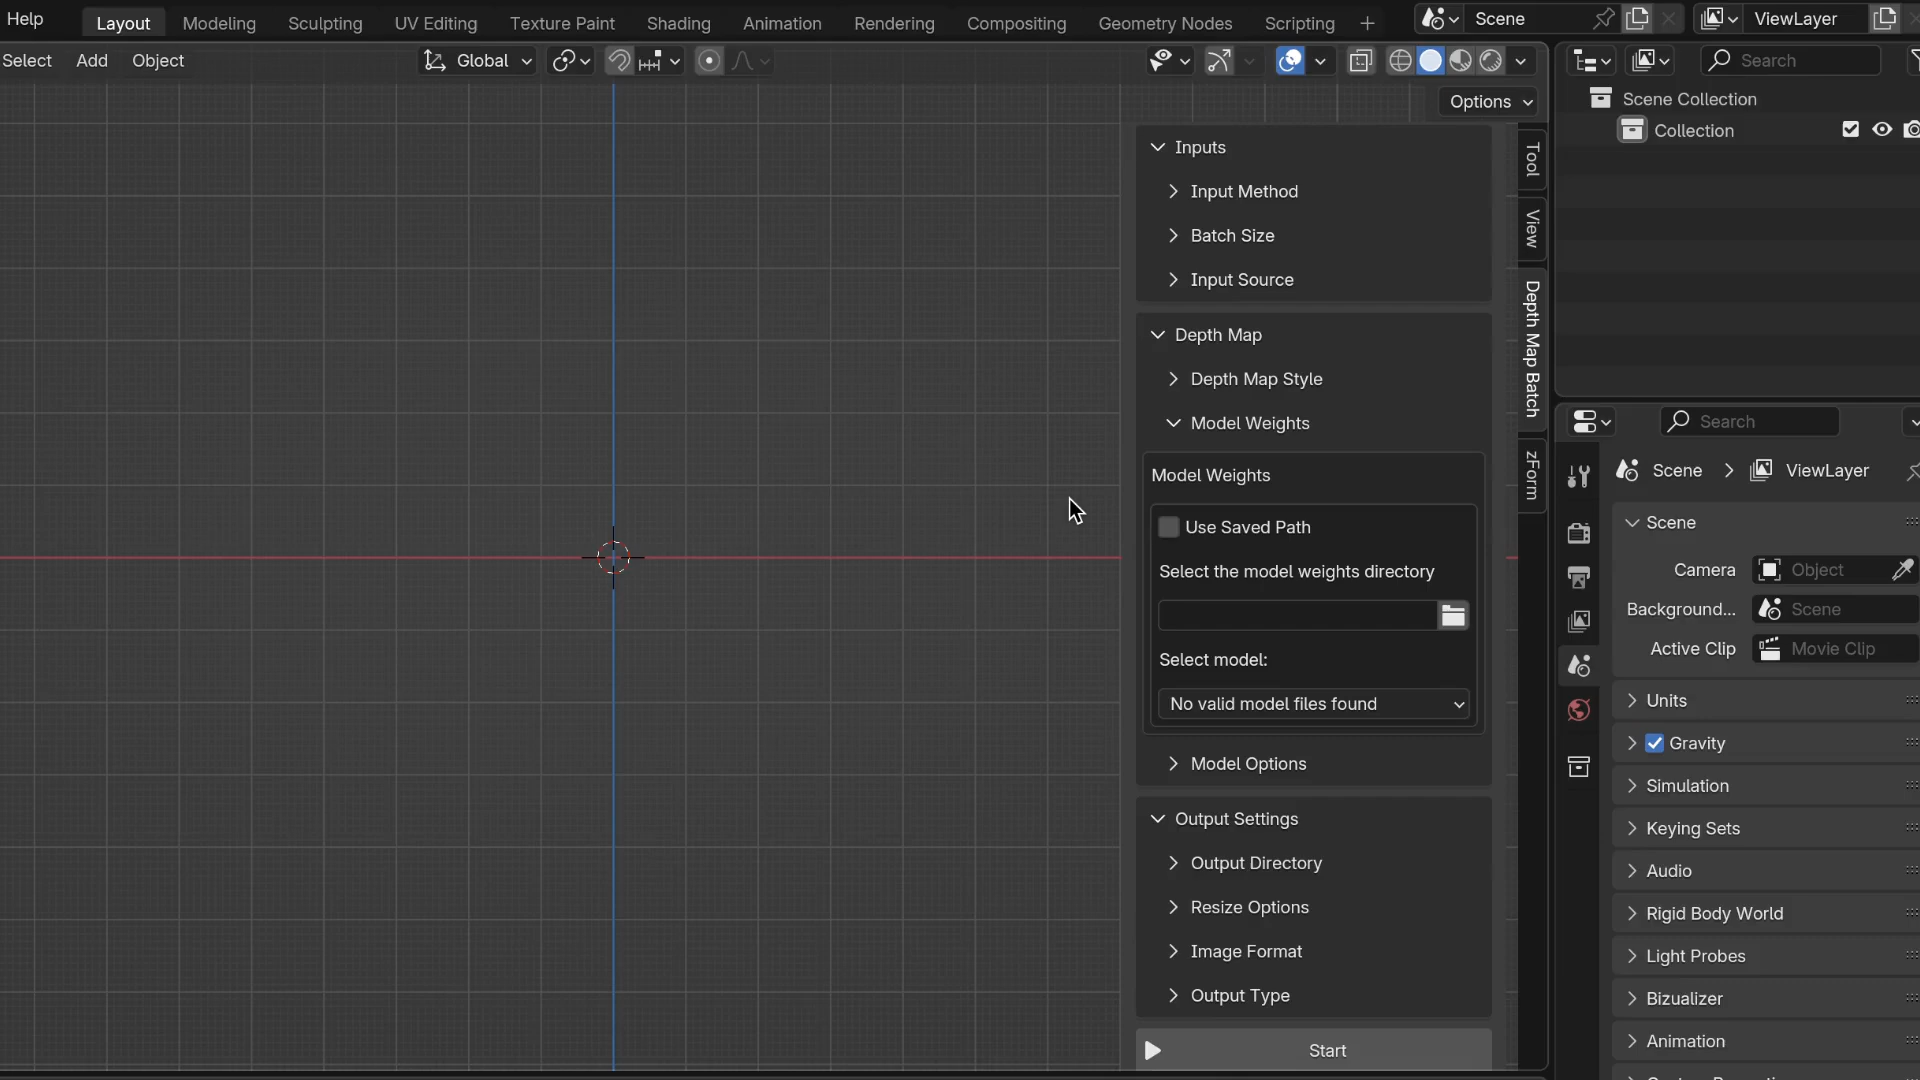 Help
Layout
Modeling
Sculpting
UV Editing
Texture Paint
Shading
Animation
Rendering
Compositing
Geometry Nodes
Scripting
Scene
ViewLayer
Select
Add
Object
Global
Search
Options
Scene Collection
Collection
Inputs
Input Method
Batch Size
Input Source
Depth Map
Depth Map Style
Model Weights
Model Weights
Use Saved Path
Select the model weights directory
Select model:
No valid model files found
Model Options
Output Settings
Output Directory
Resize Options
Image Format
Output Type
Start
Tool
View
Depth Map Batch
zForm
Search
Scene
ViewLayer
Scene
Camera
Object
Background...
Scene
Active Clip
Movie Clip
Units
Gravity
Simulation
Keying Sets
Audio
Rigid Body World
Light Probes
Bizualizer
Animation